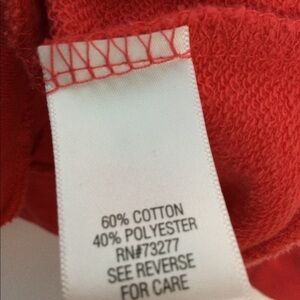 60% COTTON
40% POLYESTER
RN#73277
SEE REVERSE
FOR CARE